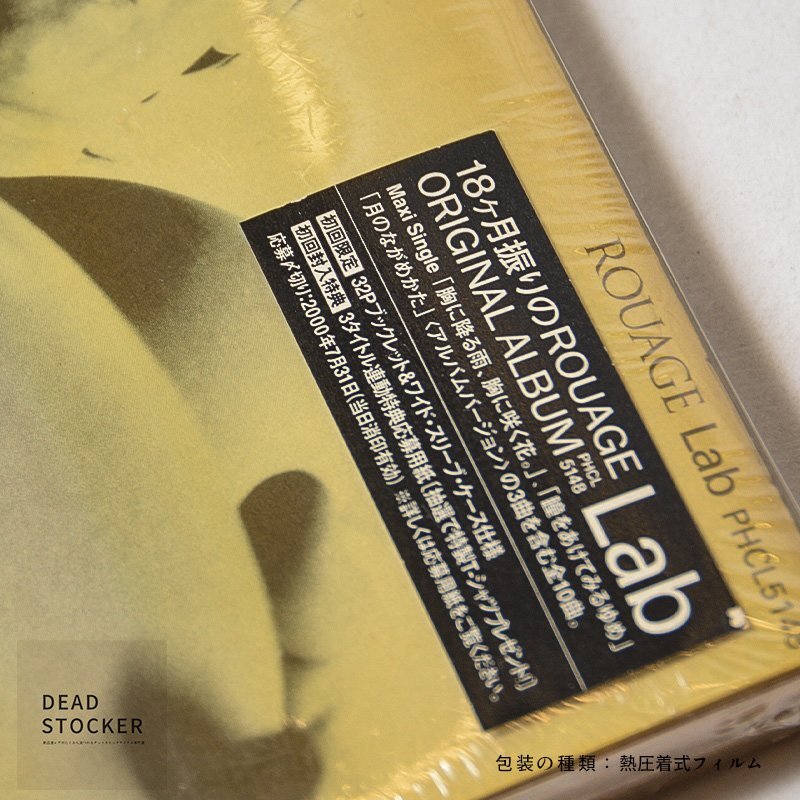 18ヶ月振りのROUAGE
ORIGINAL ALBUM PHCL 5148 Lab
Maxi Single「胸に降る雨、胸に咲く花。」、「瞳をあけてみるゆめ」
「月のながめかた」〈アルバムバージョン〉の3曲を含む全10曲。
初回限定 32Pブックレット&ワイド・スリーブ・ケース仕様
初回封入特典 3タイトル連動特典応募用紙(抽選で特製T・シャツプレゼント!)
応募〆切り:2000年7月31日(当日消印有効) ※詳しくは応募用紙をご覧ください。
ROUAGE Lab PHCL5148
DEAD
STOCKER
包装の種類:熱圧着式フィルム